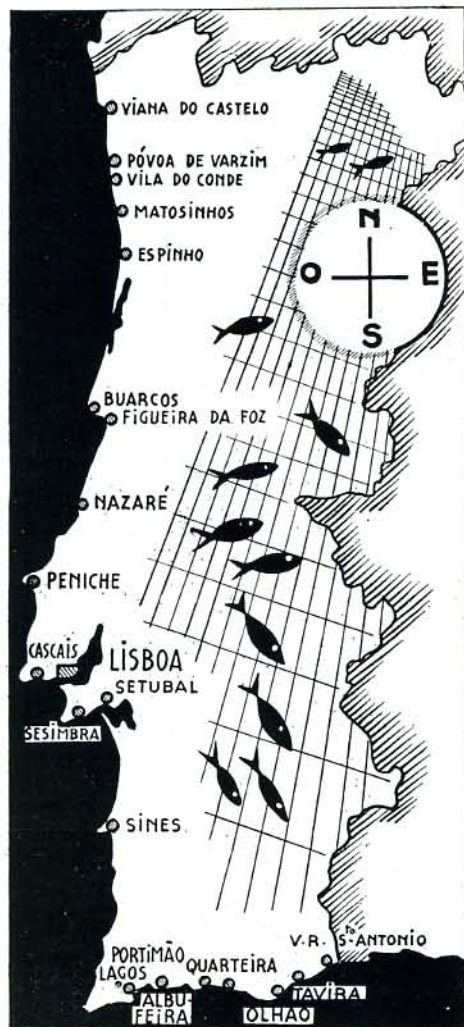 VIANA DO CASTELO
PÓVOA DE VARZIM
VILA DO CONDE
MATOSINHOS
N
O E
S
ESPINHO
BUARCOS
FIGUEIRA DA FOZ
NAZARÉ
PENICHE
CASCAIS
LISBOA
SETUBAL
SESIMBRA
SINES
V.R. Sto ANTONIO
PORTIMÃO
LAGOS
QUARTEIRA
TAVIRA
ALBU-
FEIRA
OLHÃO